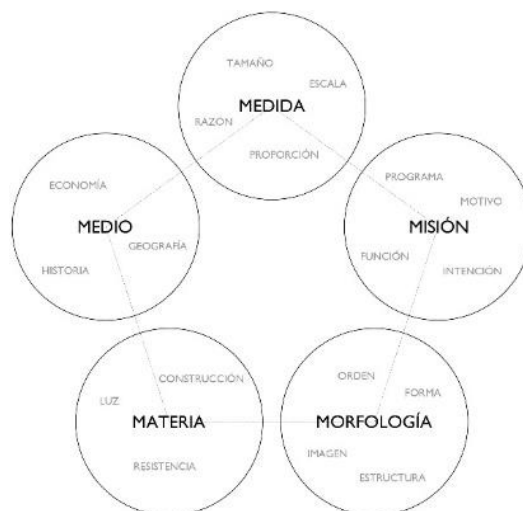 TAMAÑO
ESCALA
MEDIDA
RAZON
PROPORCIÓN
ECONOMÍA
MEDIO
GEOGRAFÍA
HISTORIA
PROGRAMA
MOTIVO
MISIÓN
FUNCIÓN
INTENCIÓN
CONSTRUCCIÓN
LUZ
MATERIA
RESISTENCIA
ORDEN
FORMA
MORFOLOGÍA
IMAGEN
ESTRUCTURA